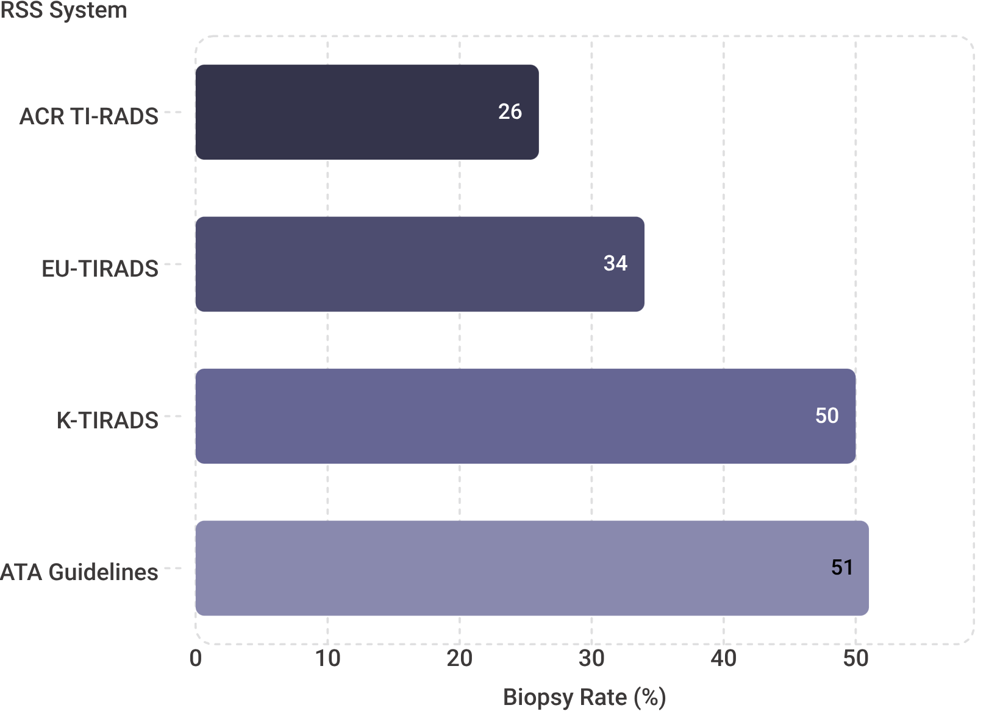 RSS System
ACR TI-RADS
26
EU-TIRADS
34
K-TIRADS
50
ATA Guidelines
51
0 10 20 30 40 50
Biopsy Rate (%)